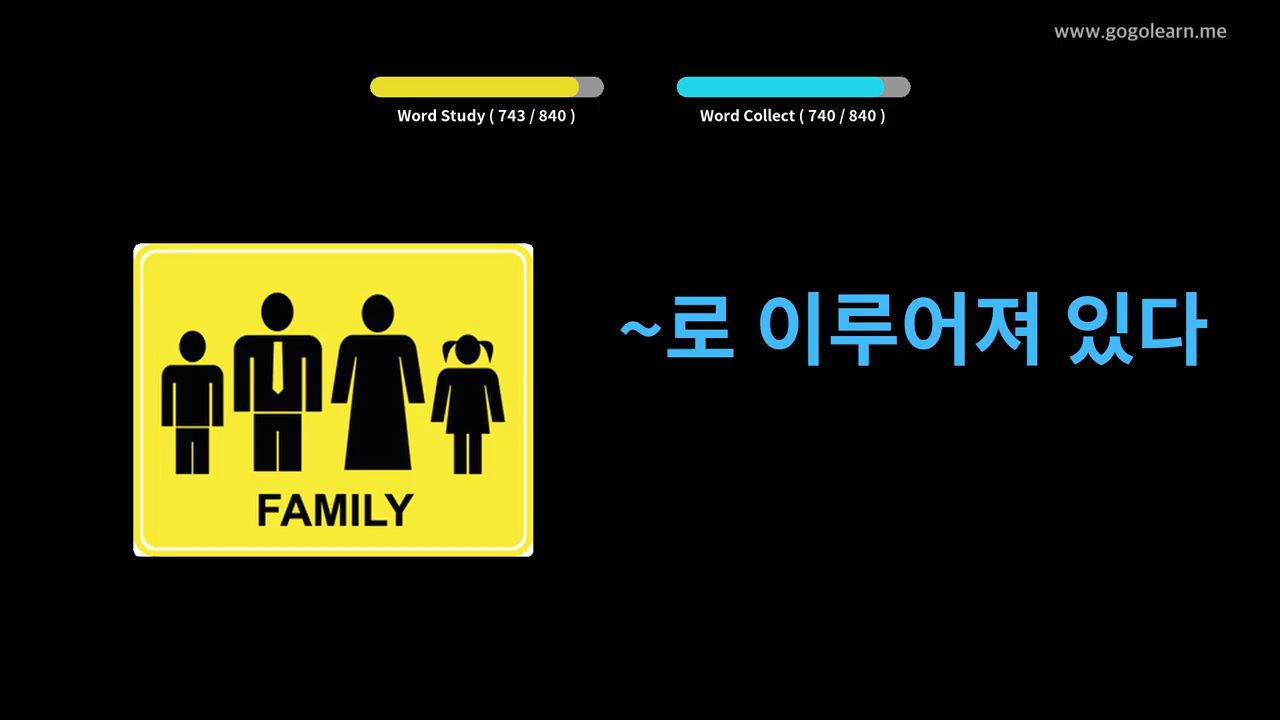 www.gogolearn.me
Word Study ( 743 / 840 )
Word Collect ( 740 / 840 )
~로 이루어져 있다
FAMILY